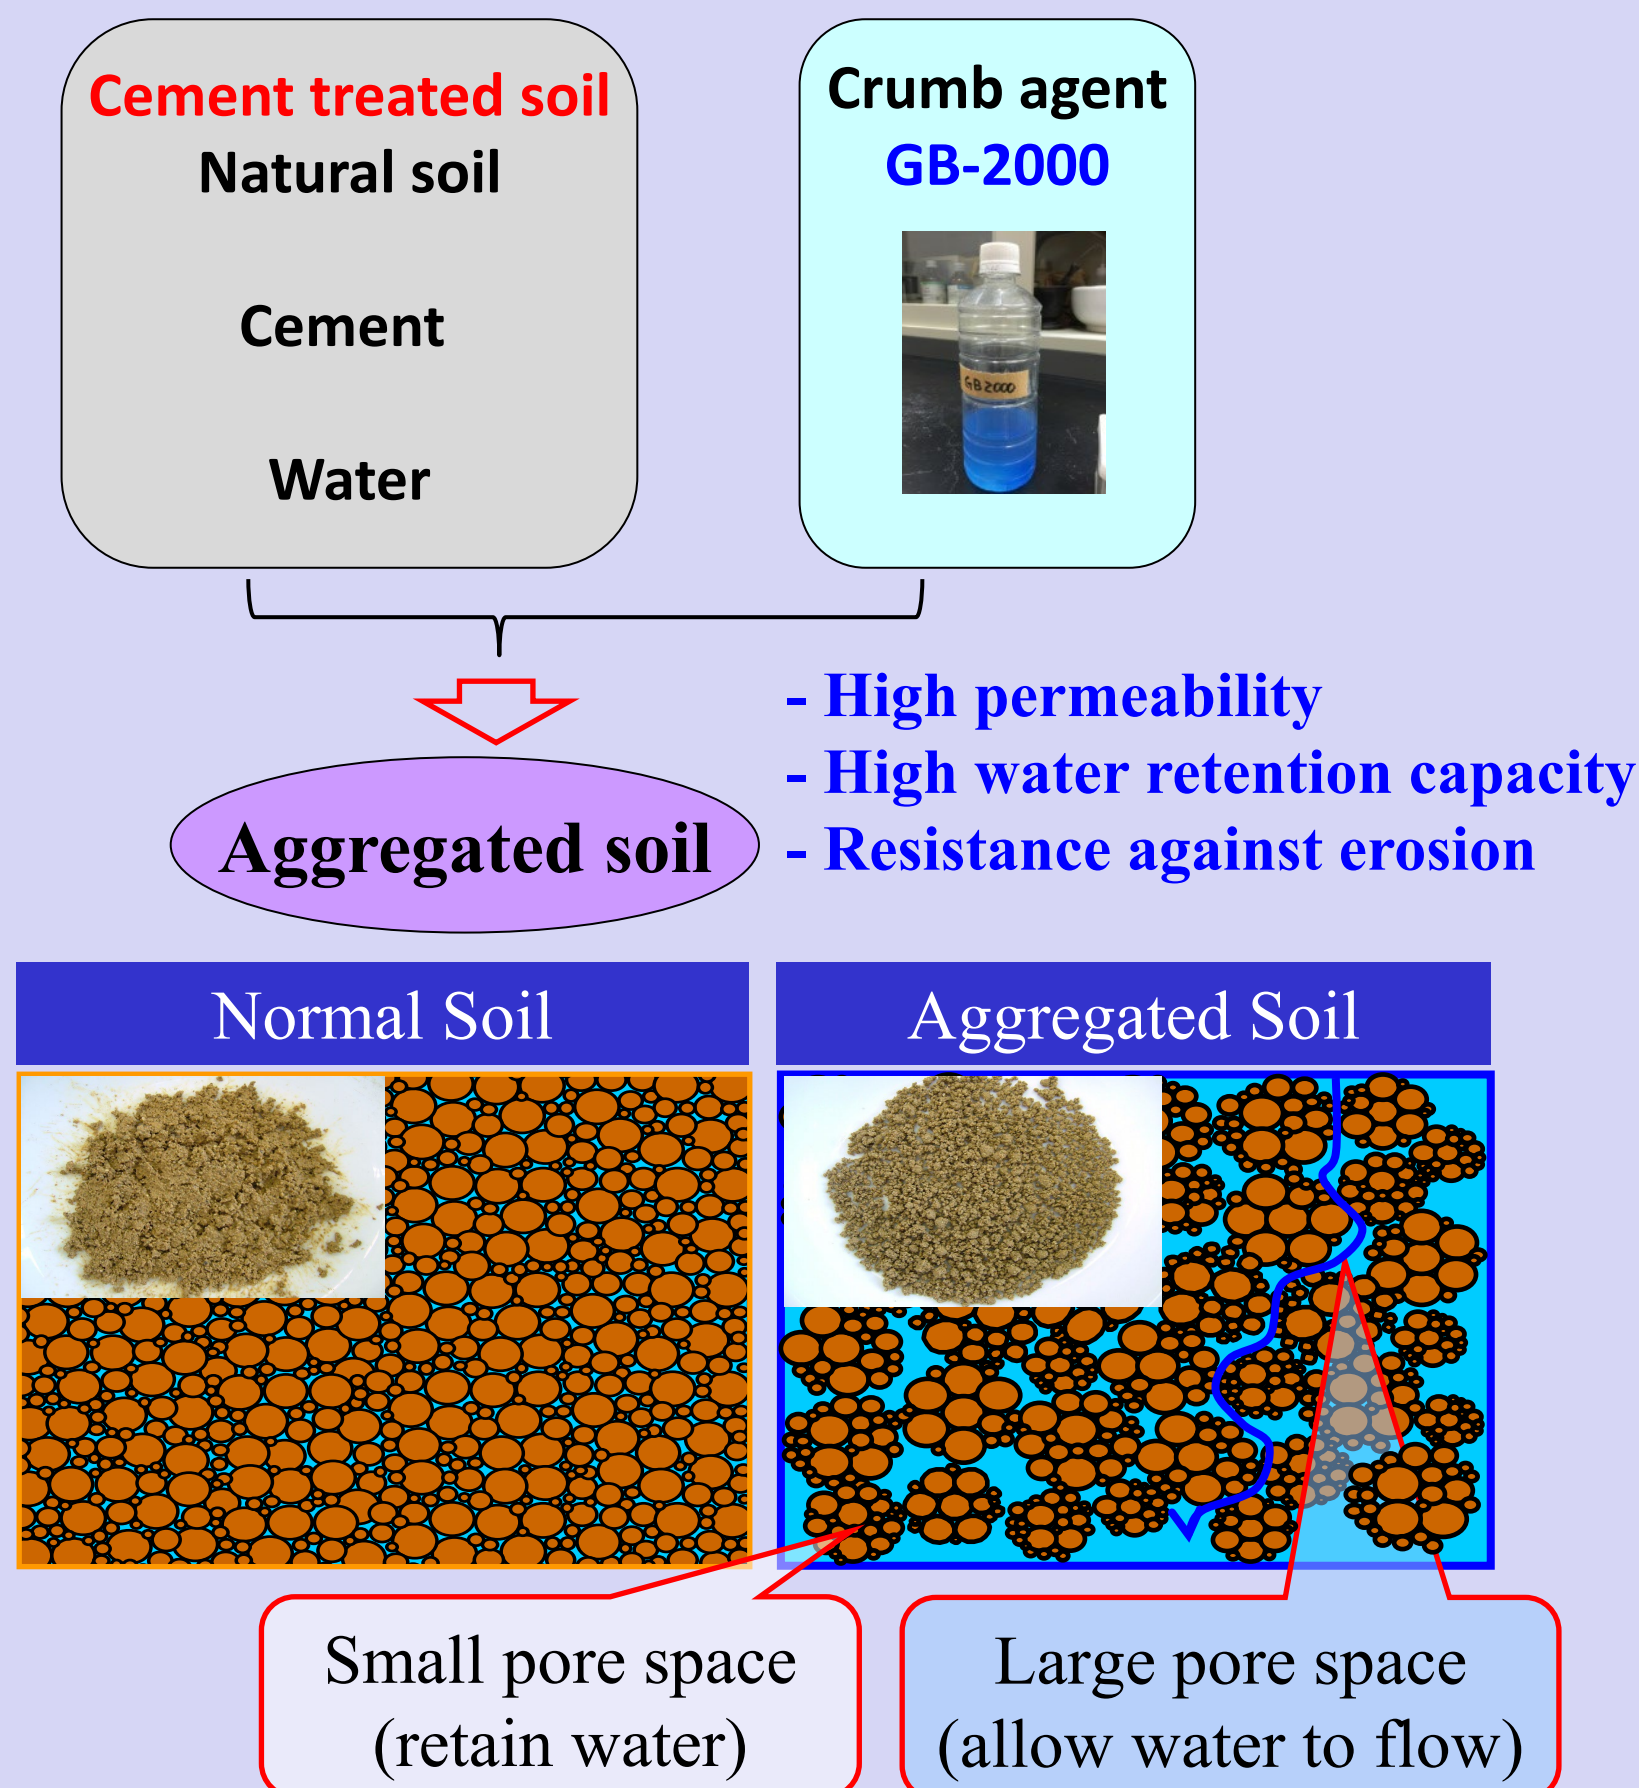 Cement treated soil
Natural soil
Cement
Water
Crumb agent
GB-2000
GB2000
- High permeability
- High water retention capacity
- Resistance against erosion
Aggregated soil
Normal Soil
Aggregated Soil
Small pore space
(retain water)
Large pore space
(allow water to flow)